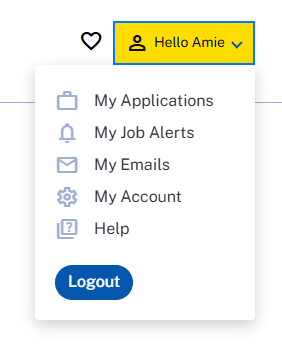 Hello Amie
My Applications
My Job Alerts
My Emails
My Account
Help
Logout